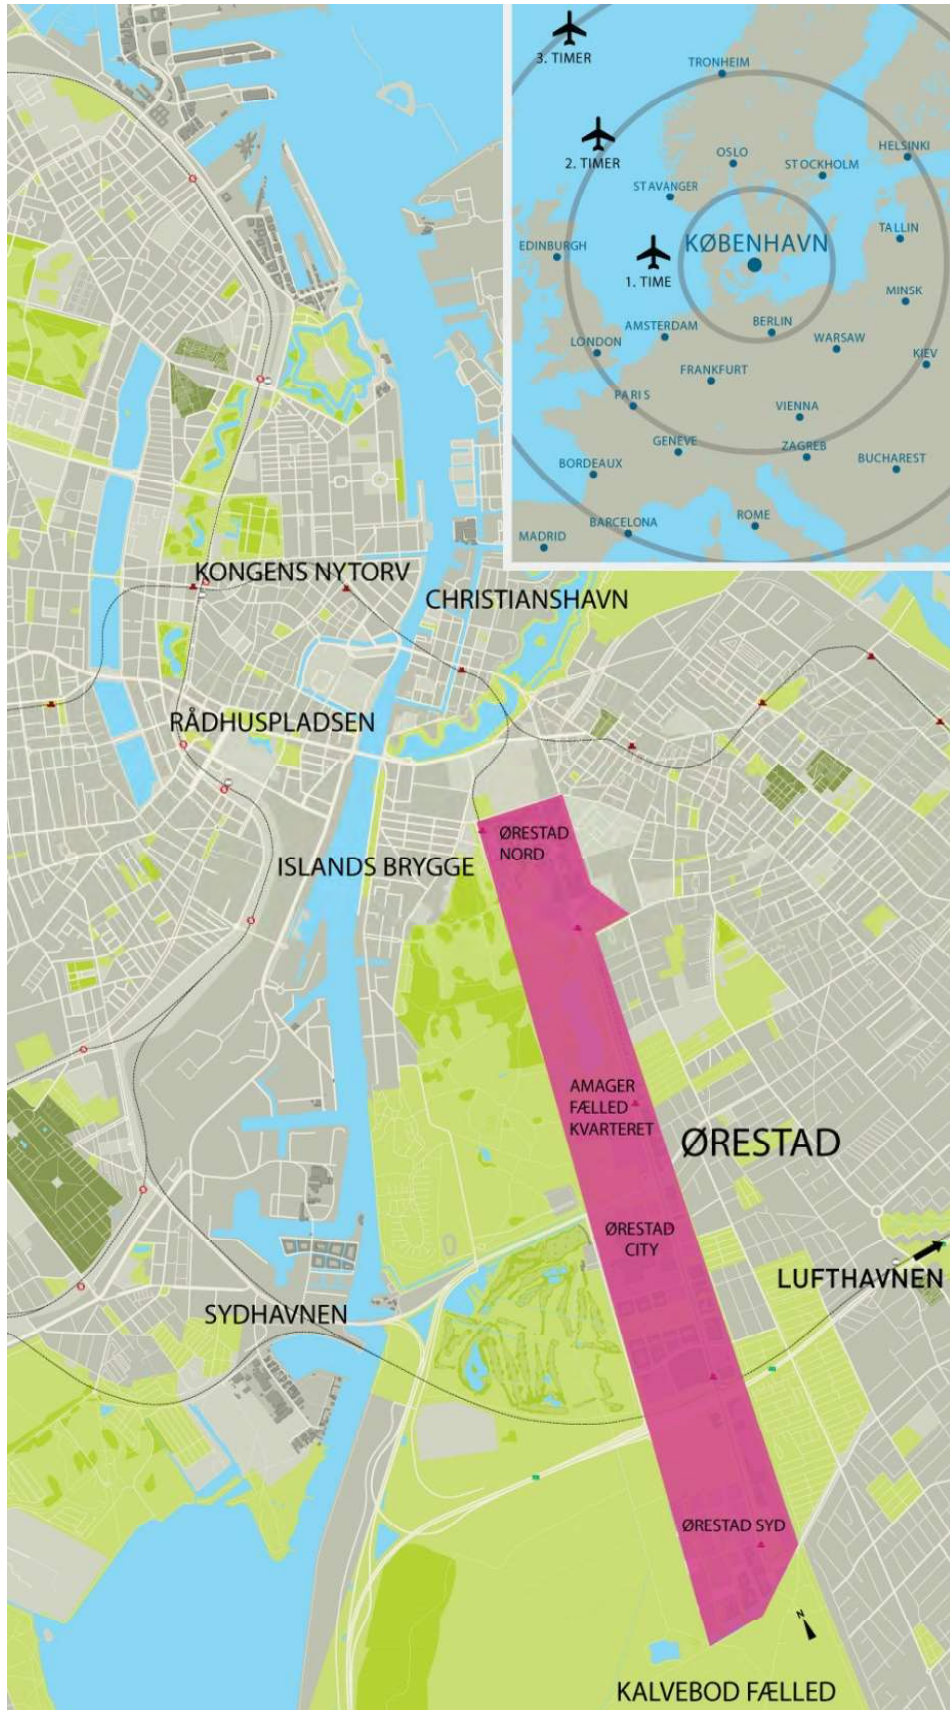 3. TIMER
TRONHEIM
2. TIMER
OSLO
STOCKHOLM
HELSINKI
STAVANGER
EDINBURGH
KØBENHAVN
TALLIN
1. TIME
MINSK
AMSTERDAM
BERLIN
LONDON
WARSAW
KIEV
FRANKFURT
PARIS
VIENNA
GENEVE
ZAGREB
BORDEAUX
BUCHAREST
ROME
BARCELONA
MADRID
KONGENS NYTORV
CHRISTIANSHAVN
RÅDHUSPLADSEN
ØRESTAD
NORD
ISLANDS BRYGGE
AMAGER
FÆLLED
KVARTERET
ØRESTAD
ØRESTAD
CITY
LUFTHAVNEN
SYDHAVNEN
ØRESTAD SYD
N
KALVEBOD FÆLLED